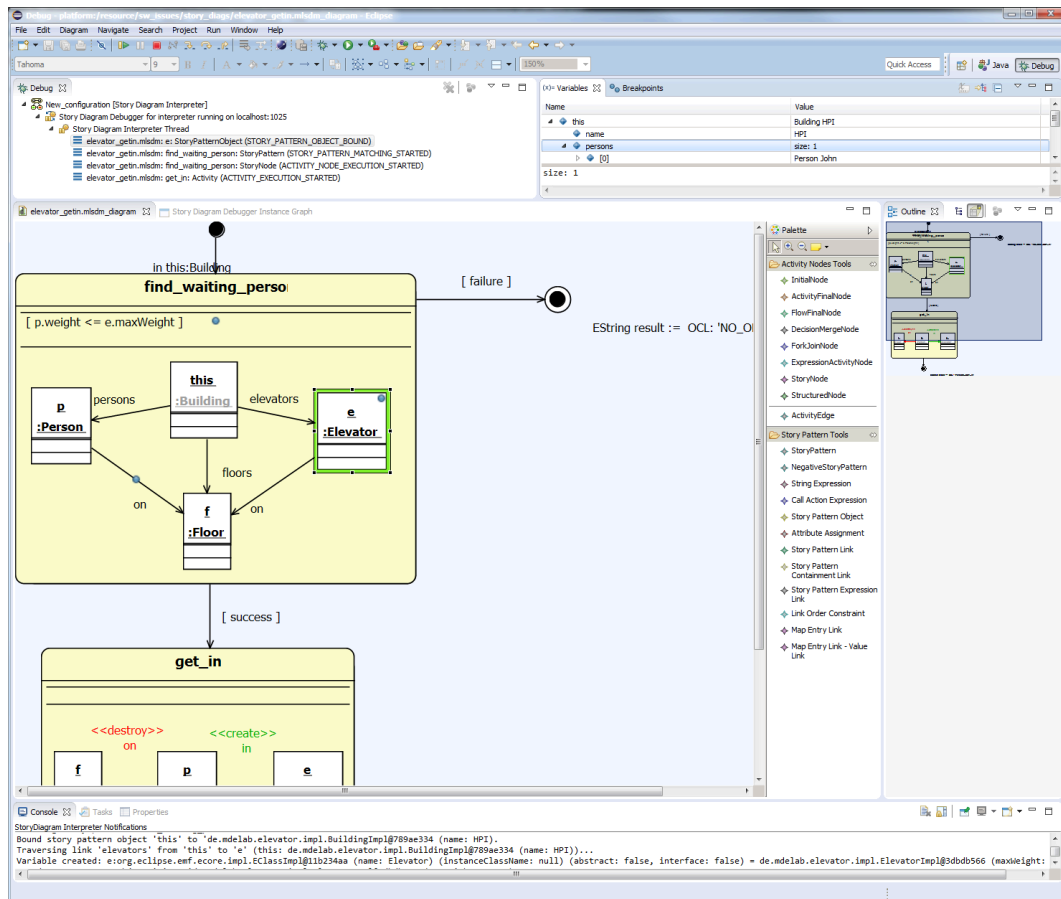 Debug - platform:/resource/sw_issues/story_diags/elevator_getin.mlsdm_diagram - Eclipse
File Edit Diagram Navigate Search Project Run Window Help
Tahoma 9 B I A 150% Quick Access Java Debug
Debug
New_configuration [Story Diagram Interpreter]
Story Diagram Debugger for interpreter running on localhost:1025
Story Diagram Interpreter Thread
elevator_getin.mlsdm: e: StoryPatternObject (STORY_PATTERN_OBJECT_BOUND)
elevator_getin.mlsdm: find_waiting_person: StoryPattern (STORY_PATTERN_MATCHING_STARTED)
elevator_getin.mlsdm: find_waiting_person: StoryNode (ACTIVITY_NODE_EXECUTION_STARTED)
elevator_getin.mlsdm: get_in: Activity (ACTIVITY_EXECUTION_STARTED)
(x)= Variables Breakpoints
Name Value
this Building HPI
name HPI
persons size: 1
[0] Person John
size: 1
elevator_getin.mlsdm_diagram Story Diagram Debugger Instance Graph
in this:Building
find_waiting_perso
[ failure ]
[ p.weight <= e.maxWeight ]
EString result := OCL: 'NO_O
this
:Building
persons
elevators
p
:Person
e
:Elevator
floors
on
on
f
:Floor
[ success ]
get_in
<<destroy>>
on
<<create>>
in
f p e
Palette
Activity Nodes Tools
InitialNode
ActivityFinalNode
FlowFinalNode
DecisionMergeNode
ForkJoinNode
ExpressionActivityNode
StoryNode
StructuredNode
ActivityEdge
Story Pattern Tools
StoryPattern
NegativeStoryPattern
String Expression
Call Action Expression
Story Pattern Object
Attribute Assignment
Story Pattern Link
Story Pattern
Containment Link
Story Pattern Expression
Link
Link Order Constraint
Map Entry Link
Map Entry Link - Value
Link
Outline
Console Tasks Properties
StoryDiagram Interpreter Notifications
Bound story pattern object 'this' to 'de.mdelab.elevator.impl.BuildingImpl@789ae334 (name: HPI).
Traversing link 'elevators' from 'this' to 'e' (this: de.mdelab.elevator.impl.BuildingImpl@789ae334 (name: HPI))...
Variable created: e:org.eclipse.emf.ecore.impl.EClassImpl@11b234aa (name: Elevator) (instanceClassName: null) (abstract: false, interface: false) = de.mdelab.elevator.impl.ElevatorImpl@3dbdb566 (maxWeight: